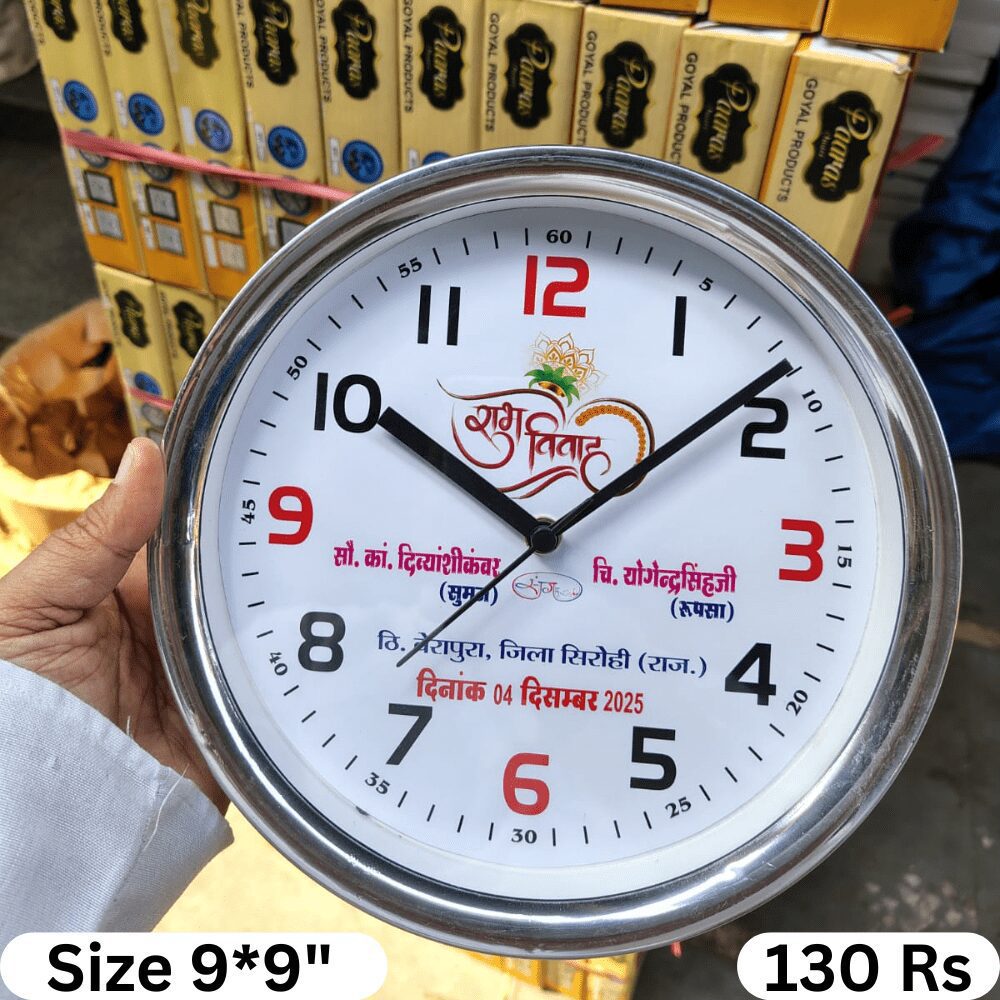 Paras
GOYAL PRODUCTS
60
5
10
15
20
25
30
35
40
45
50
55
12
1
2
3
4
5
6
7
8
9
10
11
शुभ विवाह
सौ. कां. दिव्यांशीकंवर
चि. योगेन्द्रसिंहजी
(रूपसा)
ठि. वेरापुरा, जिला सिरोही (राज.)
दिनांक 04 दिसम्बर 2025
Size 9*9"
130 Rs